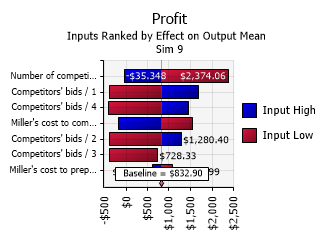 Profit
Inputs Ranked by Effect on Output Mean
Sim 9
Number of competi...
-$35.348
$2,374.06
Competitors' bids / 1
Competitors' bids / 4
Miller's cost to com...
Competitors' bids / 2
$1,280.40
Competitors' bids / 3
$728.33
Miller's cost to prep...
Baseline = $832.90
Input High
Input Low
-$500
$0
$500
$1,000
$1,500
$2,000
$2,500